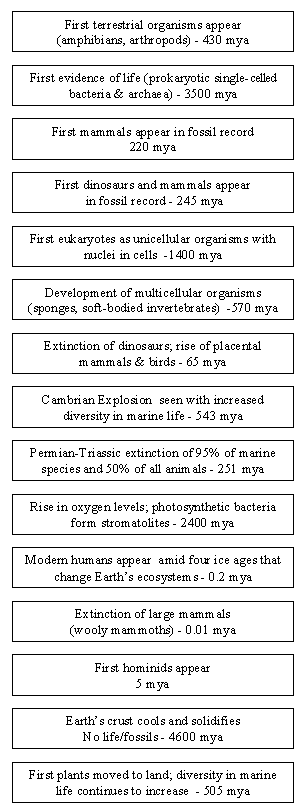 First terrestrial organisms appear
(amphibians, arthropods) - 430 mya
First evidence of life (prokaryotic single-celled
bacteria & archaea) - 3500 mya
First mammals appear in fossil record
220 mya
First dinosaurs and mammals appear
in fossil record - 245 mya
First eukaryotes as unicellular organisms with
nuclei in cells -1400 mya
Development of multicellular organisms
(sponges, soft-bodied invertebrates) -570 mya
Extinction of dinosaurs; rise of placental
mammals & birds - 65 mya
Cambrian Explosion seen with increased
diversity in marine life - 543 mya
Permian-Triassic extinction of 95% of marine
species and 50% of all animals - 251 mya
Rise in oxygen levels; photosynthetic bacteria
form stromatolites - 2400 mya
Modern humans appear amid four ice ages that
change Earth's ecosystems - 0.2 mya
Extinction of large mammals
(wooly mammoths) - 0.01 mya
First hominids appear
5 mya
Earth's crust cools and solidifies
No life/fossils - 4600 mya
First plants moved to land; diversity in marine
life continues to increase - 505 mya